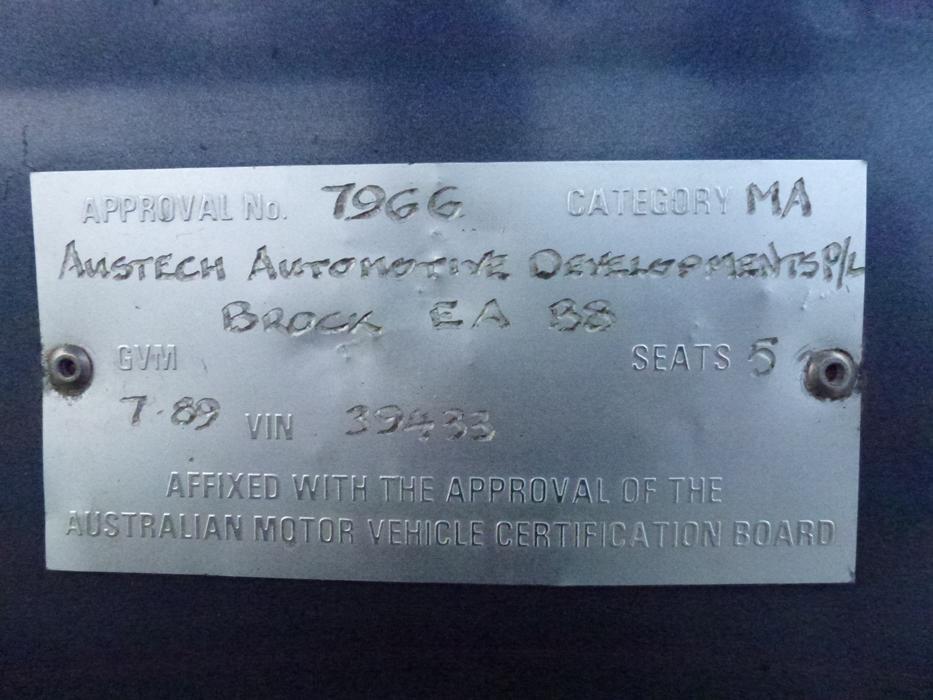 APPROVAL No. 7966 CATEGORY MA
AUSTECH AUTOMOTIVE DEVELOPMENTS P/L
BROCK EA B8
GVM SEATS 5
7.89 VIN 39433
AFFIXED WITH THE APPROVAL OF THE
AUSTRALIAN MOTOR VEHICLE CERTIFICATION BOARD